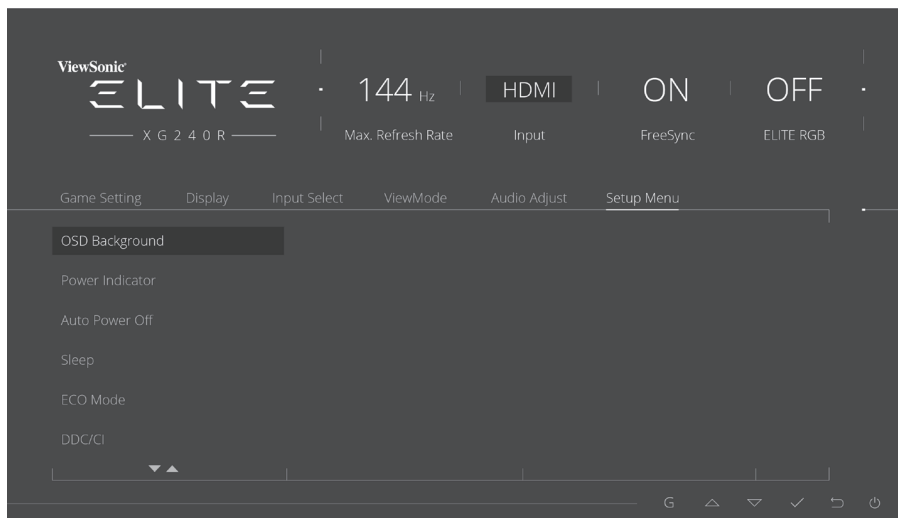 ViewSonic
ELITE
XG240R
144 Hz HDMI ON OFF
Max. Refresh Rate Input FreeSync ELITE RGB
Game Setting Display Input Select ViewMode Audio Adjust Setup Menu
OSD Background
Power Indicator
Auto Power Off
Sleep
ECO Mode
DDC/CI
G